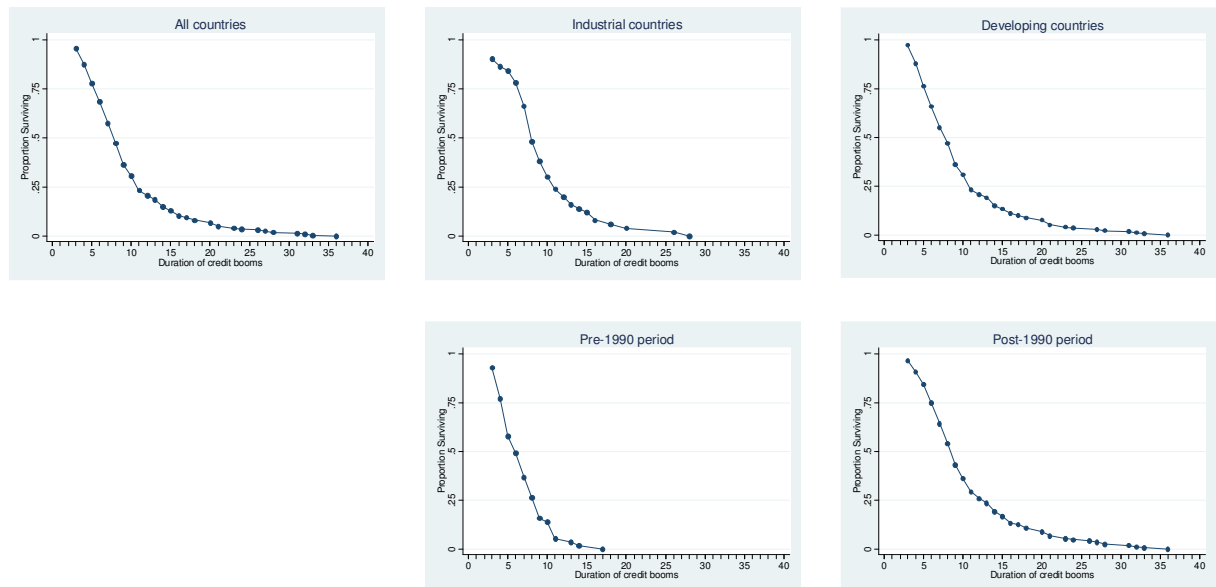 All countries
Proportion Surviving
1
.75
.5
.25
0
0 5 10 15 20 25 30 35 40
Duration of credit booms
Industrial countries
Proportion Surviving
1
.75
.5
.25
0
0 5 10 15 20 25 30 35 40
Duration of credit booms
Developing countries
Proportion Surviving
1
.75
.5
.25
0
0 5 10 15 20 25 30 35 40
Duration of credit booms
Pre-1990 period
Proportion Surviving
1
.75
.5
.25
0
0 5 10 15 20 25 30 35 40
Duration of credit booms
Post-1990 period
Proportion Surviving
1
.75
.5
.25
0
0 5 10 15 20 25 30 35 40
Duration of credit booms